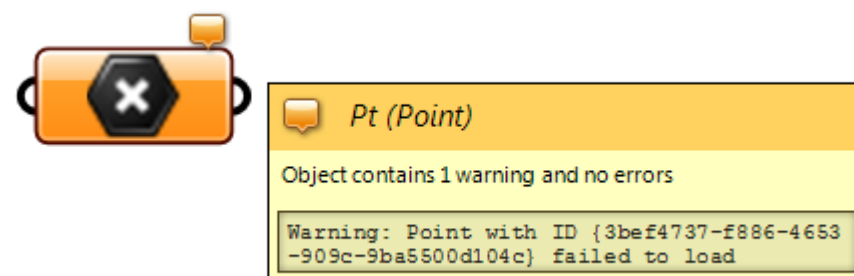 Pt (Point)
Object contains 1 warning and no errors
Warning: Point with ID {3bef4737-f886-4653
-909c-9ba5500d104c} failed to load